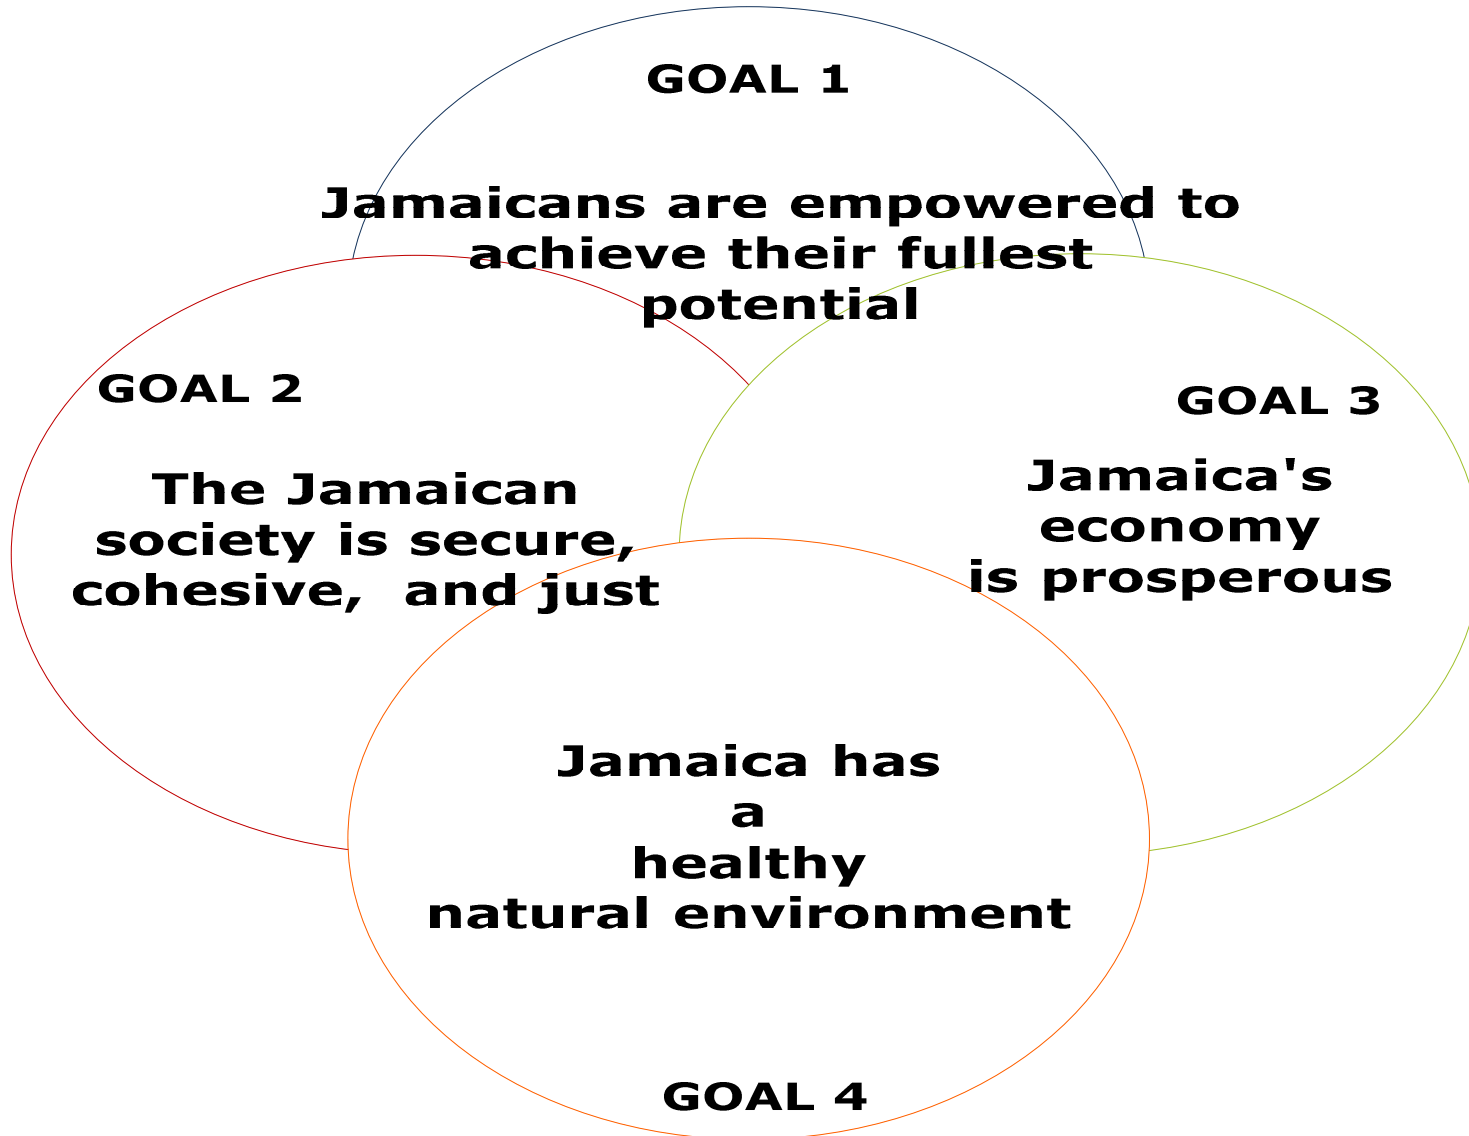 GOAL 1
Jamaicans are empowered to
achieve their fullest
potential
GOAL 2
The Jamaican
society is secure,
cohesive,  and just
GOAL 3
Jamaica's
economy
is prosperous
Jamaica has
a
healthy
natural environment
GOAL 4